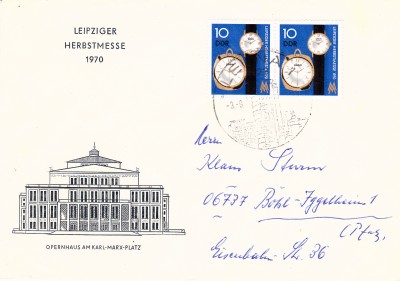 LEIPZIGER
HERBSTMESSE
1970
10
DDR
10
DDR
Herrn
Klaus Sturm
06737 Böhl-Iggelheim 1
(Pfalz)
Eisenbahn-Str. 36
OPERNHAUS AM KARL-MARX-PLATZ